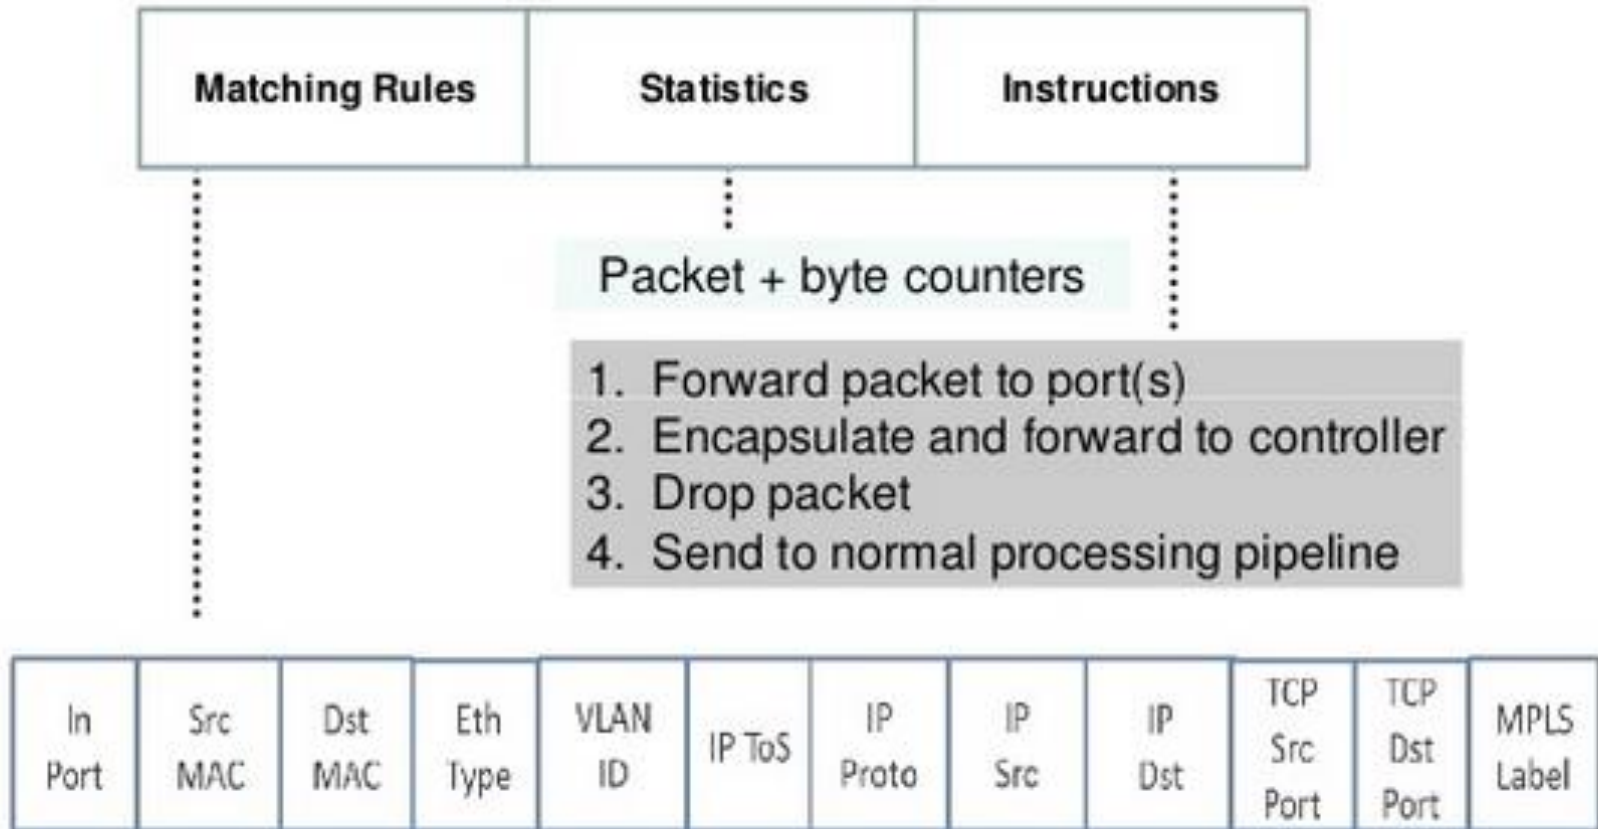 Matching Rules Statistics Instructions
Packet + byte counters
1. Forward packet to port(s)
2. Encapsulate and forward to controller
3. Drop packet
4. Send to normal processing pipeline
In
Port
Src
MAC
Dst
MAC
Eth
Type
VLAN
ID
IP ToS
IP
Proto
IP
Src
IP
Dst
TCP
Src
Port
TCP
Dst
Port
MPLS
Label